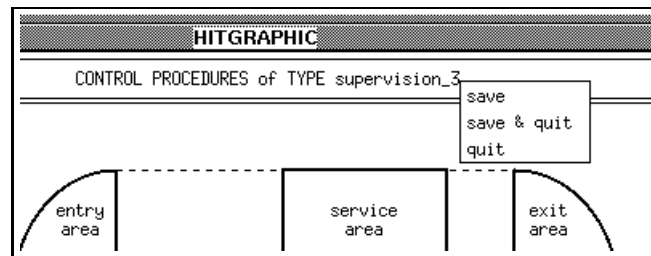 HITGRAPHIC
CONTROL PROCEDURES of TYPE supervision_3
save
save & quit
quit
entry
area
service
area
exit
area